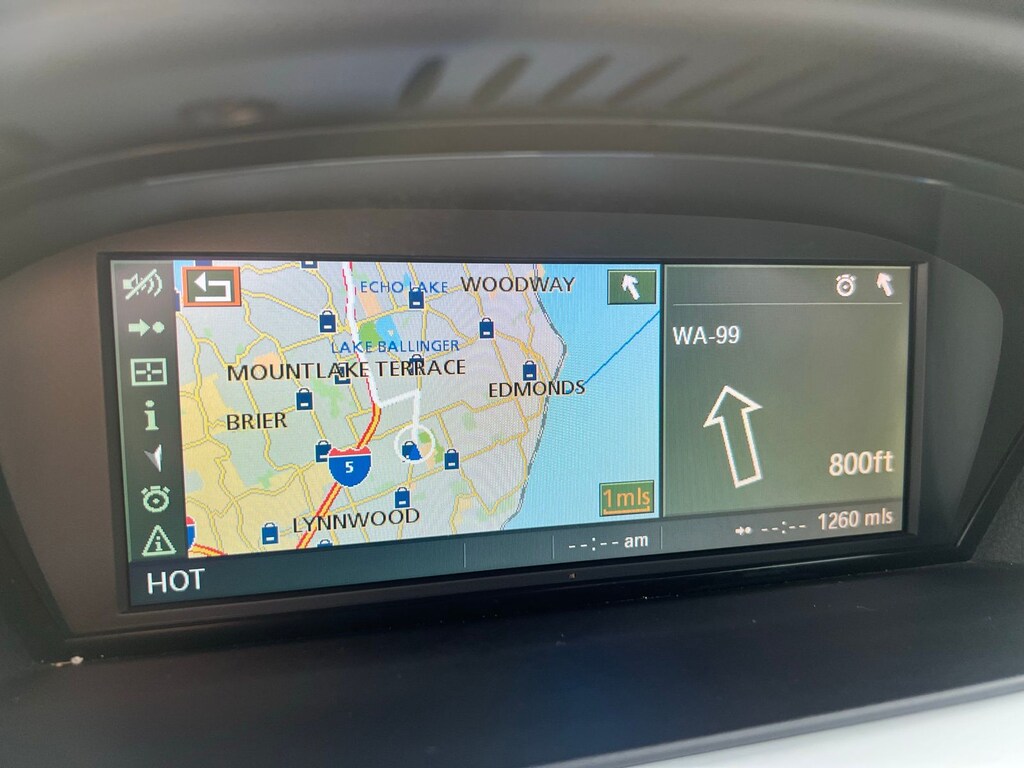 ECHO LAKE
WOODWAY
LAKE BALLINGER
MOUNTLAKE TERRACE
EDMONDS
BRIER
5
LYNNWOOD
1mls
WA-99
800ft
HOT
--:-- am
--:-- 1260 mls